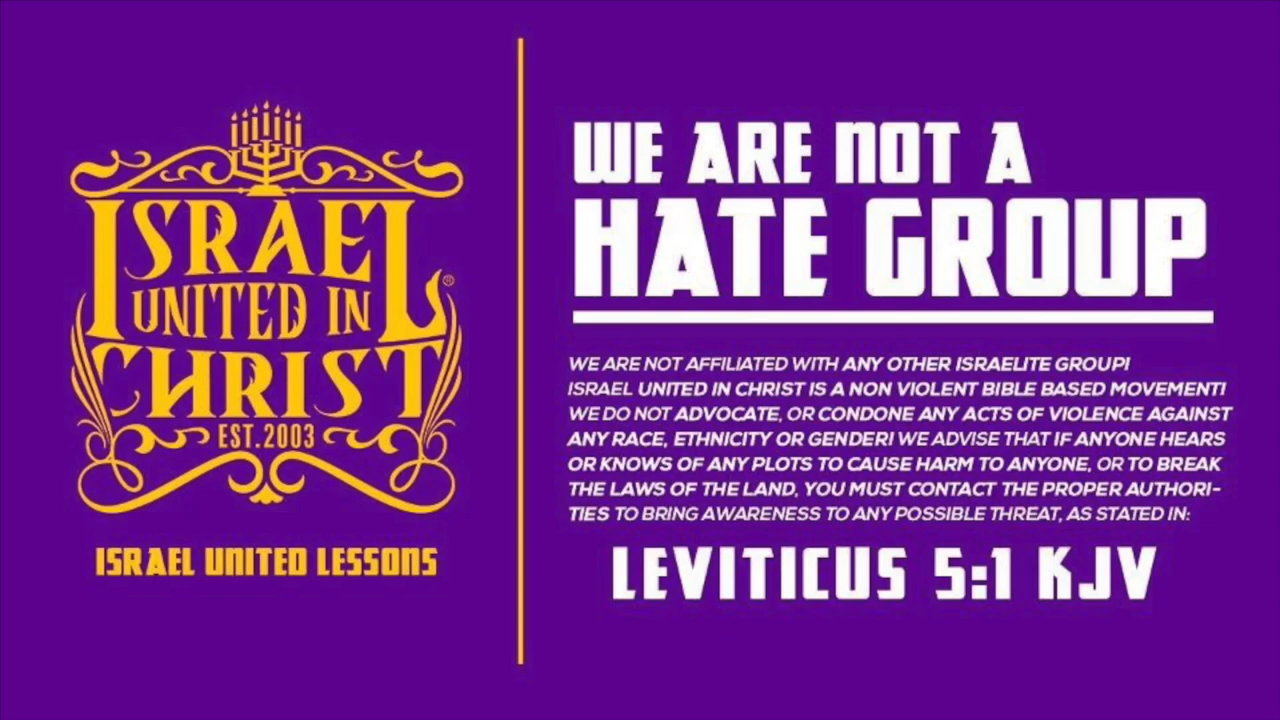 ISRAEL
UNITED IN
CHRIST®
EST.2003
ISRAEL UNITED LESSONS
WE ARE NOT A
HATE GROUP
WE ARE NOT AFFILIATED WITH ANY OTHER ISRAELITE GROUP!
ISRAEL UNITED IN CHRIST IS A NON VIOLENT BIBLE BASED MOVEMENT!
WE DO NOT ADVOCATE, OR CONDONE ANY ACTS OF VIOLENCE AGAINST
ANY RACE, ETHNICITY OR GENDER! WE ADVISE THAT IF ANYONE HEARS
OR KNOWS OF ANY PLOTS TO CAUSE HARM TO ANYONE, OR TO BREAK
THE LAWS OF THE LAND, YOU MUST CONTACT THE PROPER AUTHORI-
TIES TO BRING AWARENESS TO ANY POSSIBLE THREAT, AS STATED IN:
LEVITICUS 5:1 KJV